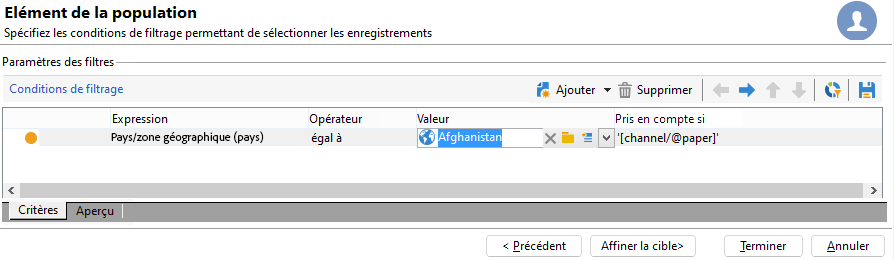 Elément de la population
Spécifiez les conditions de filtrage permettant de sélectionner les enregistrements
Paramètres des filtres
Conditions de filtrage
Ajouter
Supprimer
Expression Opérateur Valeur Pris en compte si
Pays/zone géographique (pays) égal à Afghanistan '[channel/@paper]'
Critères Aperçu
< Précédent Affiner la cible> Terminer Annuler